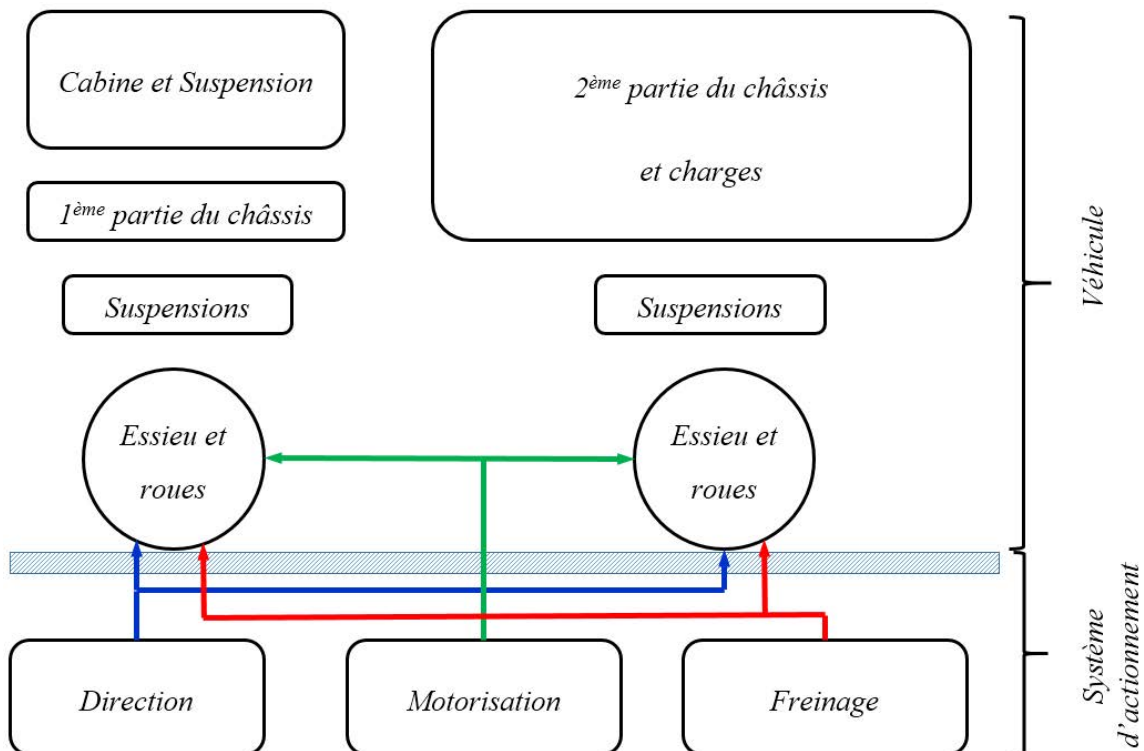 Cabine et Suspension
2ème partie du châssis
et charges
1ème partie du châssis
Suspensions
Suspensions
Véhicule
Essieu et
roues
Essieu et
roues
Direction
Motorisation
Freinage
Système
d'actionnement